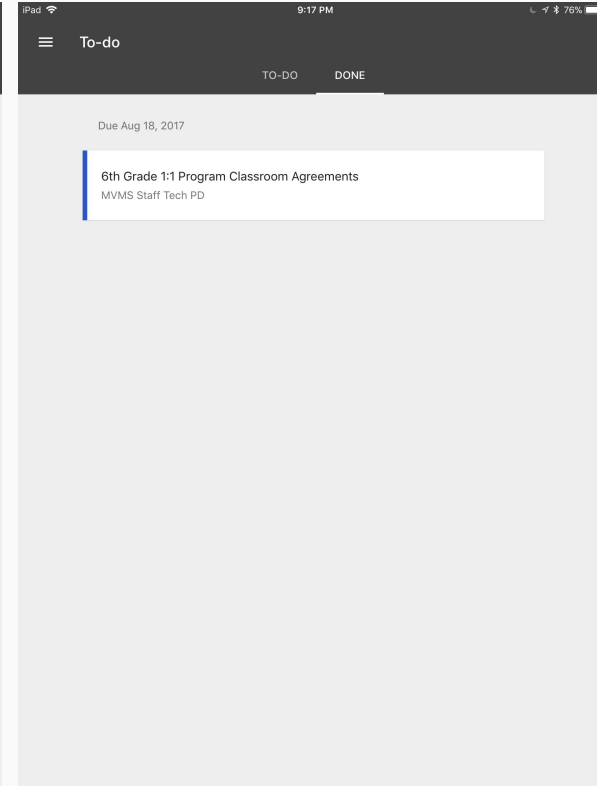 iPad 9:17 PM 76%
To-do
TO-DO DONE
Due Aug 18, 2017
6th Grade 1:1 Program Classroom Agreements
MVMS Staff Tech PD